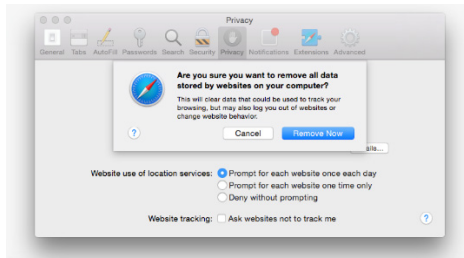 Privacy
General Tabs AutoFill Passwords Search Security Privacy Notifications Extensions Advanced
Are you sure you want to remove all data
stored by websites on your computer?
This will clear data that could be used to track your
browsing, but may also log you out of websites or
change website behavior.
? Cancel Remove Now
Website use of location services: Prompt for each website once each day
Prompt for each website one time only
Deny without prompting
Website tracking: Ask websites not to track me ?